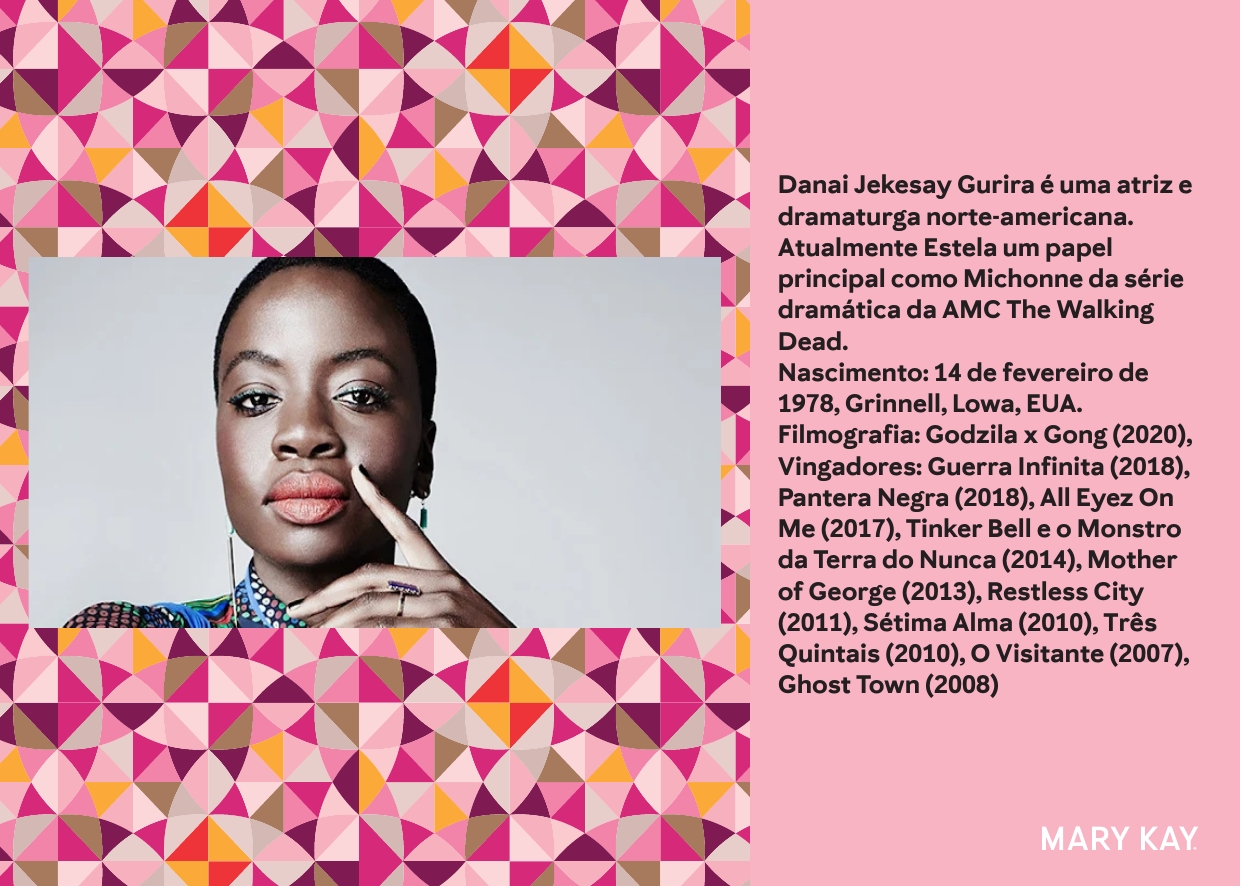 Danai Jekesay Gurira é uma atriz e
dramaturga norte-americana.
Atualmente Estela um papel
principal como Michonne da série
dramática da AMC The Walking
Dead.
Nascimento: 14 de fevereiro de
1978, Grinnell, Lowa, EUA.
Filmografia: Godzila x Gong (2020),
Vingadores: Guerra Infinita (2018),
Pantera Negra (2018), All Eyez On
Me (2017), Tinker Bell e o Monstro
da Terra do Nunca (2014), Mother
of George (2013), Restless City
(2011), Sétima Alma (2010), Três
Quintais (2010), O Visitante (2007),
Ghost Town (2008)
MARY KAY